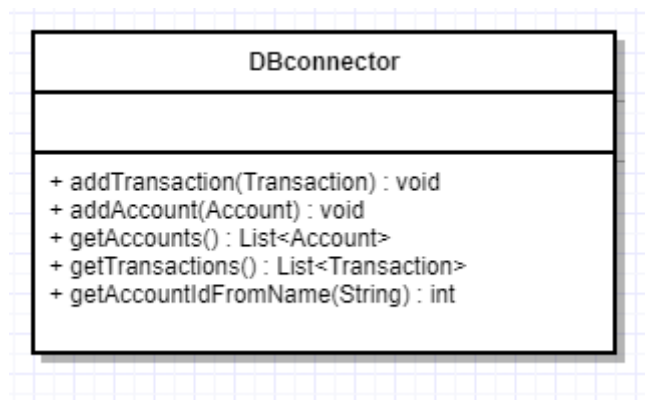 DBconnector
+ addTransaction(Transaction) : void
+ addAccount(Account) : void
+ getAccounts() : List<Account>
+ getTransactions() : List<Transaction>
+ getAccountIdFromName(String) : int